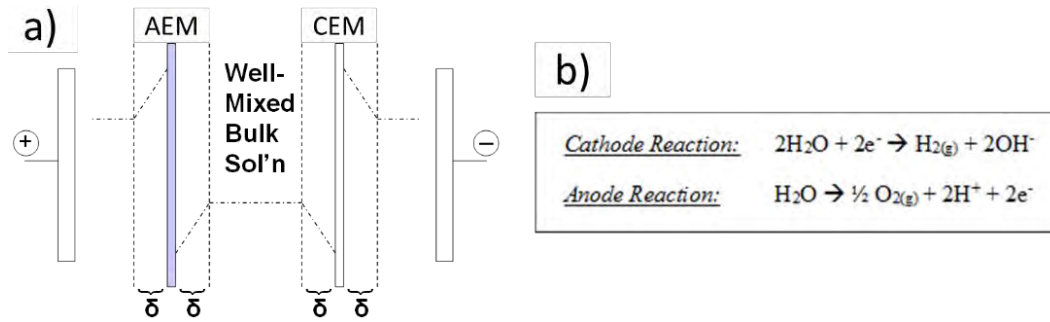 a)
AEM
CEM
Well-
Mixed
Bulk
Sol'n
+
−
δ
δ
δ
δ
b)
Cathode Reaction: 2H₂O + 2e⁻ → H₂₍g₎ + 2OH⁻
Anode Reaction: H₂O → ½ O₂₍g₎ + 2H⁺ + 2e⁻